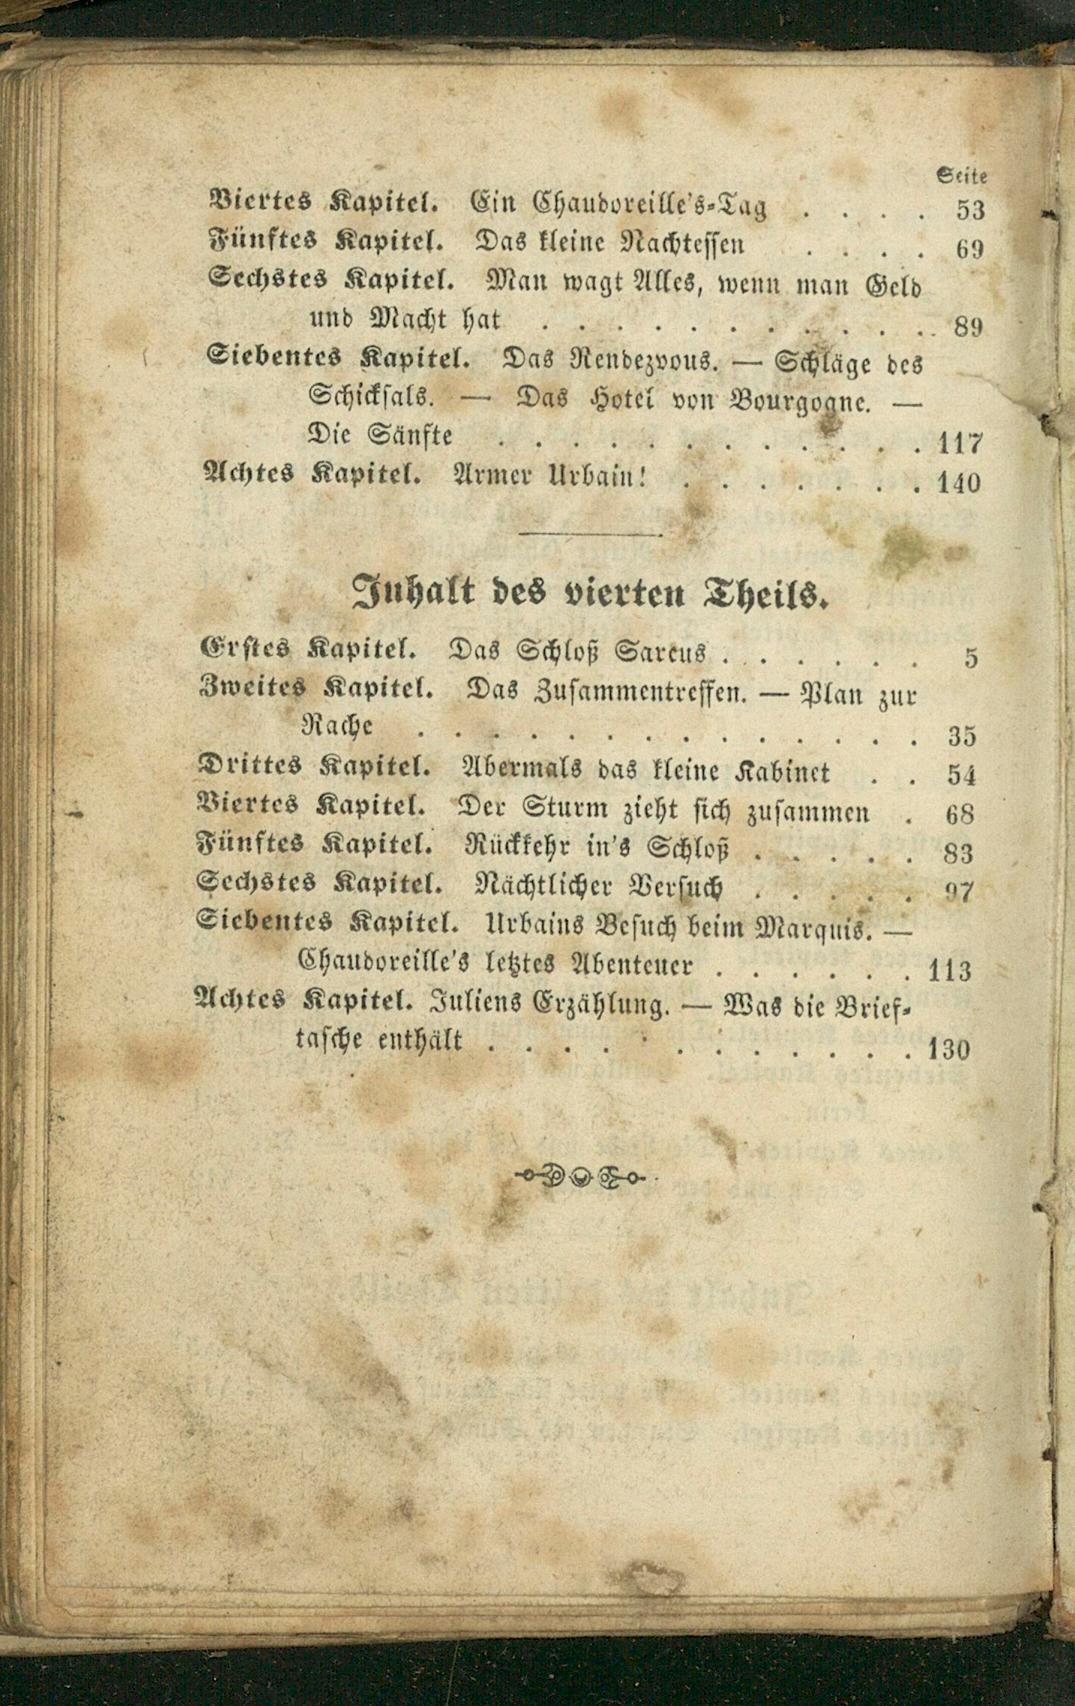 Seite
Viertes Kapitel. Ein Chaudoreille's-Tag . . . . 53
Fünftes Kapitel. Das kleine Nachtessen . . . . 69
Sechstes Kapitel. Man wagt Alles, wenn man Geld
und Macht hat . . . . . . . . . . . . 89
Siebentes Kapitel. Das Rendezvous. — Schläge des
Schicksals. — Das Hotel von Bourgogne. —
Die Sänfte . . . . . . . . . . . . 117
Achtes Kapitel. Armer Urbain! . . . . . . . 140
Inhalt des vierten Theils.
Erstes Kapitel. Das Schloß Sarcus . . . . . . 5
Zweites Kapitel. Das Zusammentreffen. — Plan zur
Rache . . . . . . . . . . . . . . 35
Drittes Kapitel. Abermals das kleine Kabinet . . 54
Viertes Kapitel. Der Sturm zieht sich zusammen . 68
Fünftes Kapitel. Rückkehr in's Schloß . . . . . 83
Sechstes Kapitel. Nächtlicher Versuch . . . . . 97
Siebentes Kapitel. Urbains Besuch beim Marquis. —
Chaudoreille's letztes Abenteuer . . . . . . 113
Achtes Kapitel. Juliens Erzählung. — Was die Brief-
tasche enthält . . . . . . . . . . . . 130